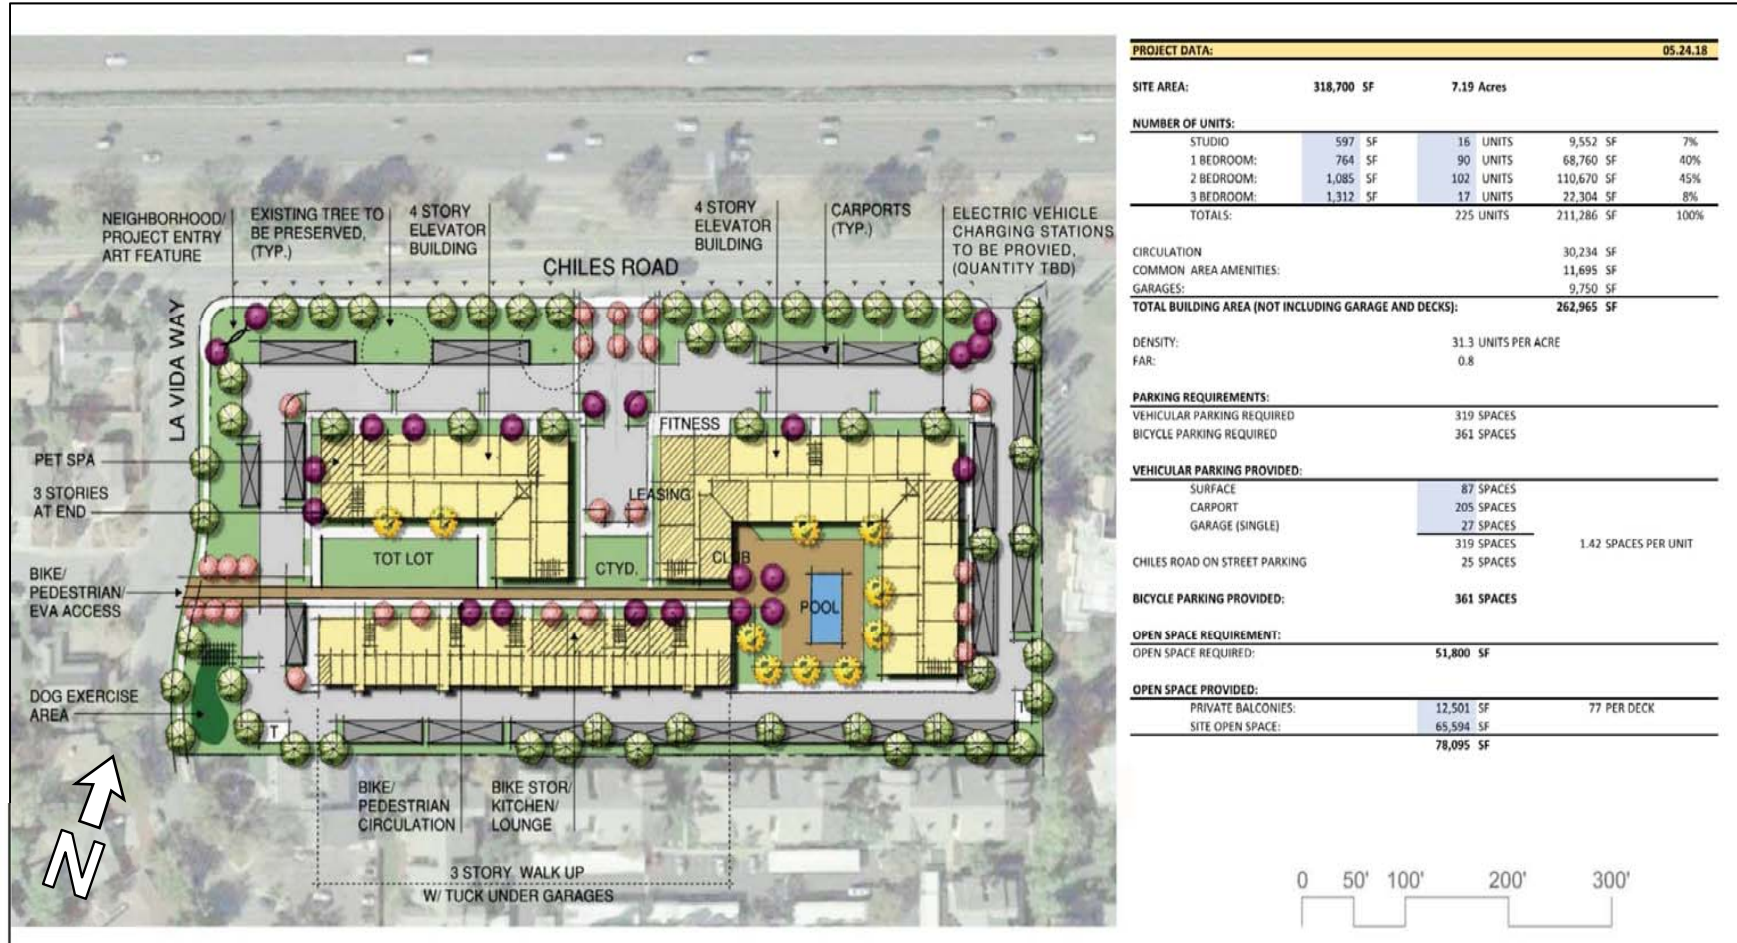 NEIGHBORHOOD/
PROJECT ENTRY
ART FEATURE
EXISTING TREE TO
BE PRESERVED,
(TYP.)
4 STORY
ELEVATOR
BUILDING
4 STORY
ELEVATOR
BUILDING
CARPORTS
(TYP.)
ELECTRIC VEHICLE
CHARGING STATIONS
TO BE PROVIED,
(QUANTITY TBD)
CHILES ROAD
LA VIDA WAY
FITNESS
PET SPA
3 STORIES
AT END
LEASING
TOT LOT
CTYD.
CLUB
POOL
BIKE/
PEDESTRIAN/
EVA ACCESS
DOG EXERCISE
AREA
T
T
BIKE/
PEDESTRIAN
CIRCULATION
BIKE STOR/
KITCHEN/
LOUNGE
3 STORY WALK UP
W/ TUCK UNDER GARAGES
N
PROJECT DATA: 05.24.18
SITE AREA: 318,700 SF 7.19 Acres
NUMBER OF UNITS:
STUDIO 597 SF 16 UNITS 9,552 SF 7%
1 BEDROOM: 764 SF 90 UNITS 68,760 SF 40%
2 BEDROOM: 1,085 SF 102 UNITS 110,670 SF 45%
3 BEDROOM: 1,312 SF 17 UNITS 22,304 SF 8%
TOTALS: 225 UNITS 211,286 SF 100%
CIRCULATION 30,234 SF
COMMON AREA AMENITIES: 11,695 SF
GARAGES: 9,750 SF
TOTAL BUILDING AREA (NOT INCLUDING GARAGE AND DECKS): 262,965 SF
DENSITY: 31.3 UNITS PER ACRE
FAR: 0.8
PARKING REQUIREMENTS:
VEHICULAR PARKING REQUIRED 319 SPACES
BICYCLE PARKING REQUIRED 361 SPACES
VEHICULAR PARKING PROVIDED:
SURFACE 87 SPACES
CARPORT 205 SPACES
GARAGE (SINGLE) 27 SPACES
319 SPACES 1.42 SPACES PER UNIT
CHILES ROAD ON STREET PARKING 25 SPACES
BICYCLE PARKING PROVIDED: 361 SPACES
OPEN SPACE REQUIREMENT:
OPEN SPACE REQUIRED: 51,800 SF
OPEN SPACE PROVIDED:
PRIVATE BALCONIES: 12,501 SF 77 PER DECK
SITE OPEN SPACE: 65,594 SF
78,095 SF
0 50' 100' 200' 300'